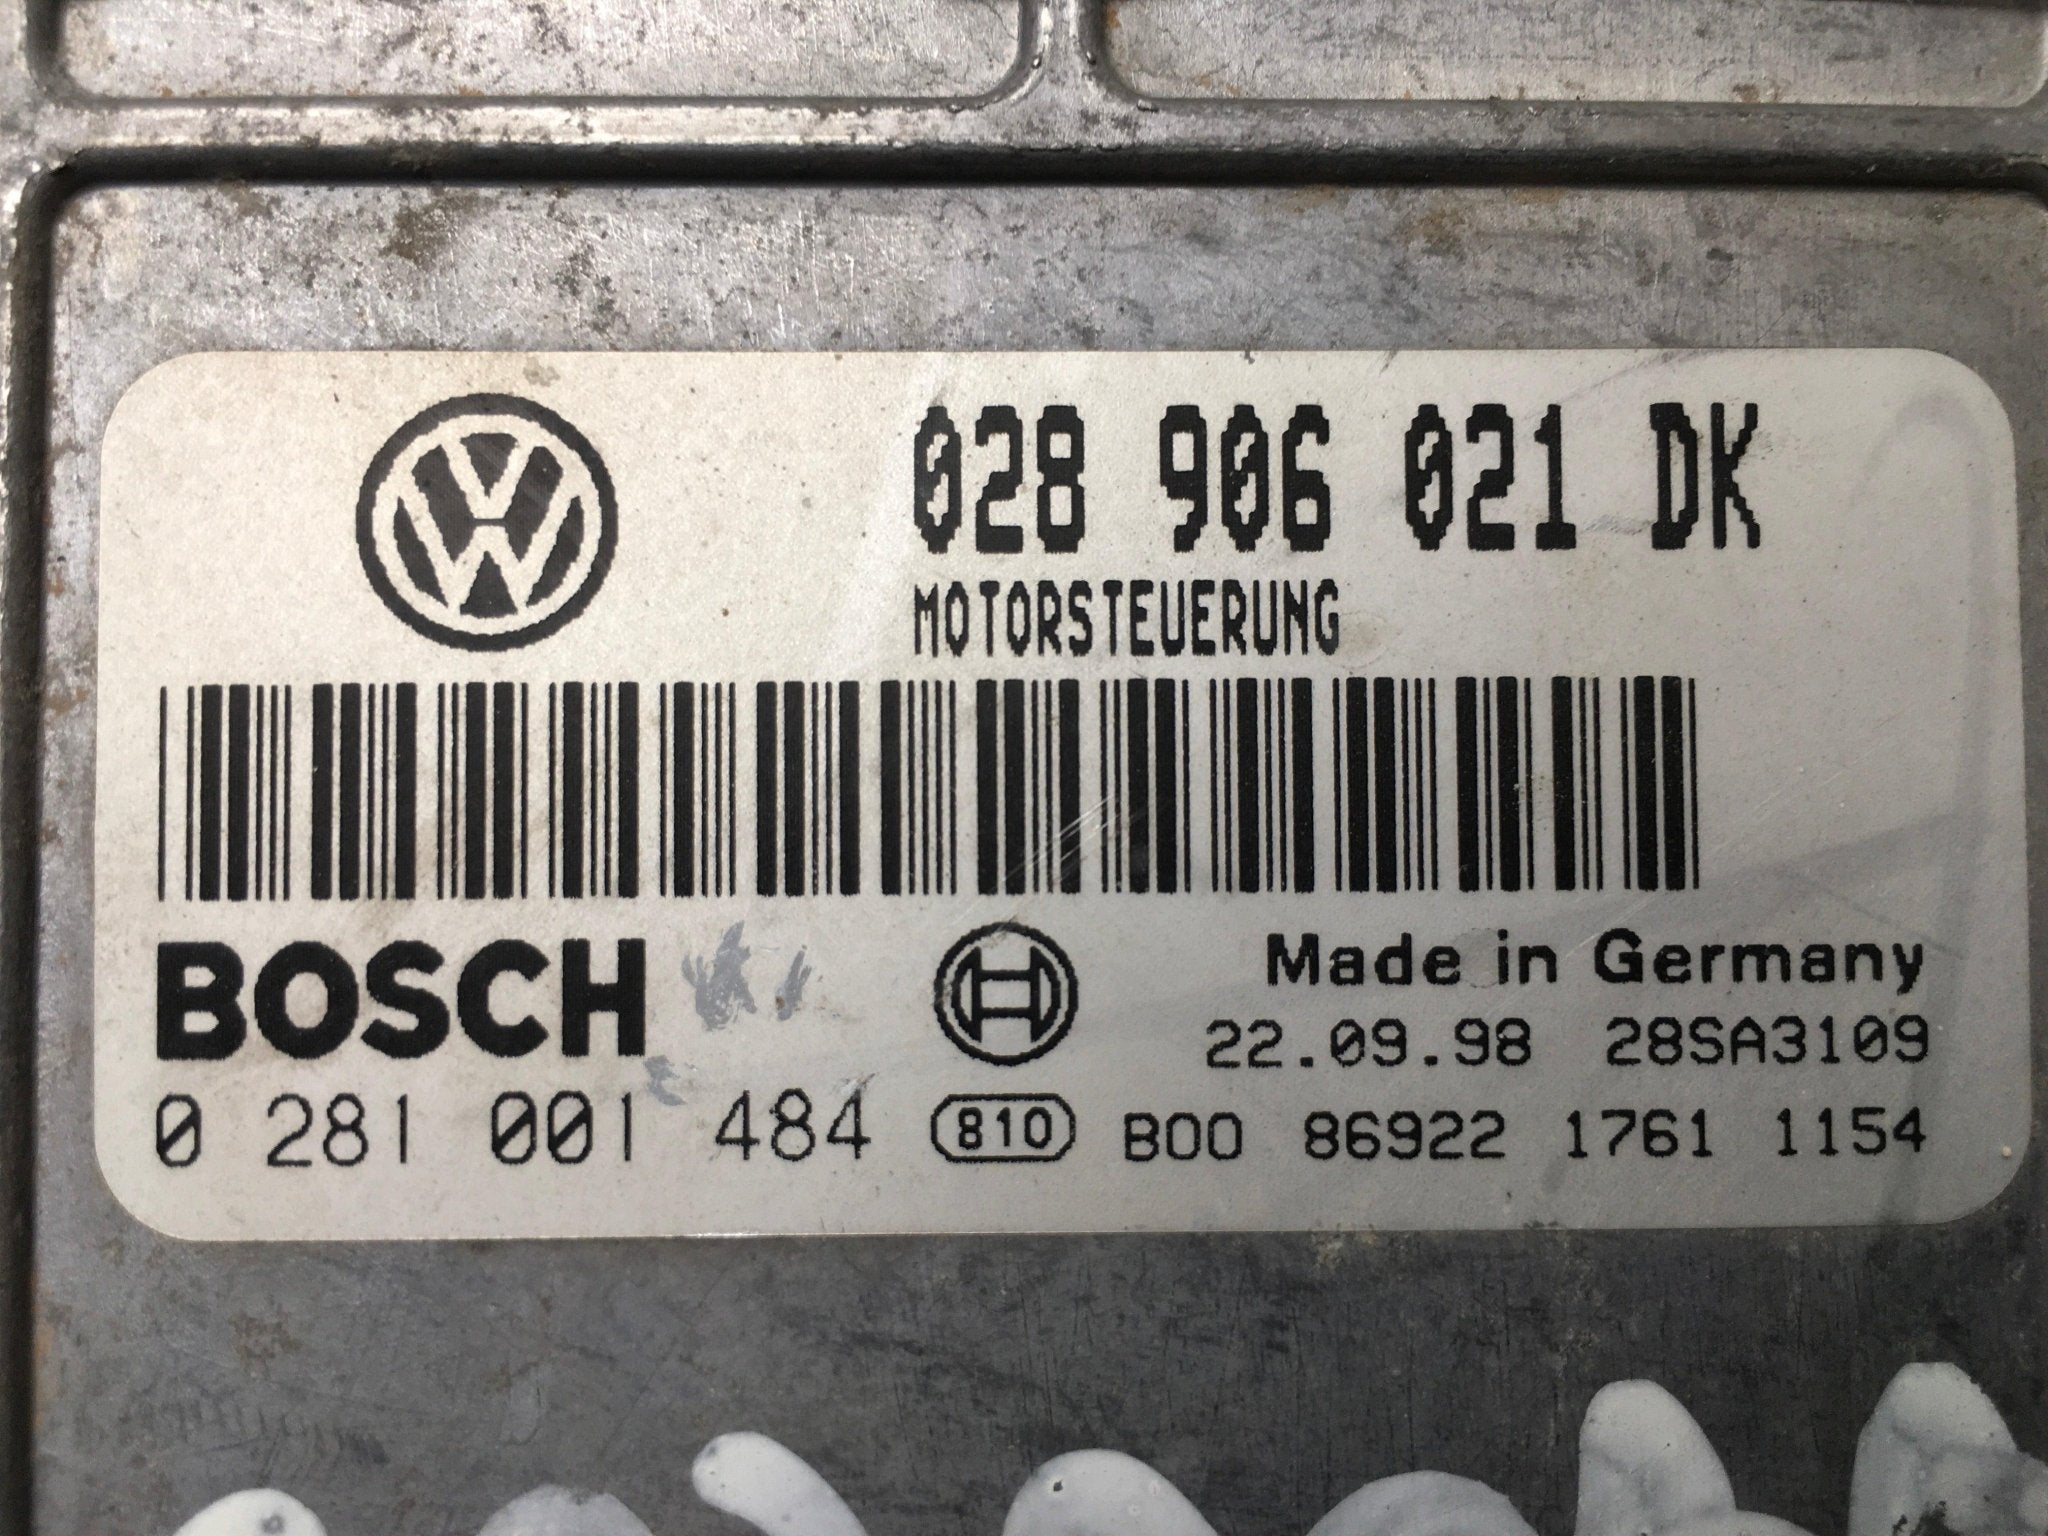 028 906 021 DK
MOTORSTEUERUNG
BOSCH
Made in Germany
22.09.98 28SA3109
0 281 001 484 810 B00 86922 1761 1154